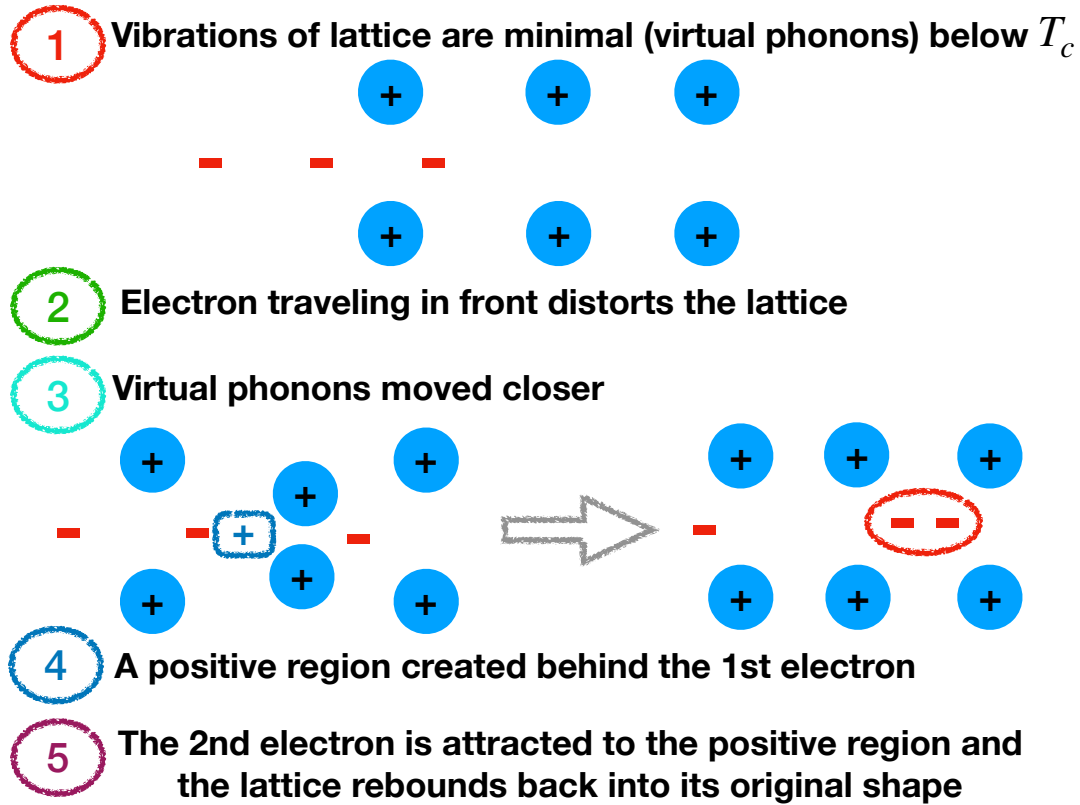 1 Vibrations of lattice are minimal (virtual phonons) below T_c
+ + +
- - -
+ + +
2 Electron traveling in front distorts the lattice
3 Virtual phonons moved closer
+ + + + + +
- - + - - - -
+ + + + + +
4 A positive region created behind the 1st electron
5 The 2nd electron is attracted to the positive region and
the lattice rebounds back into its original shape